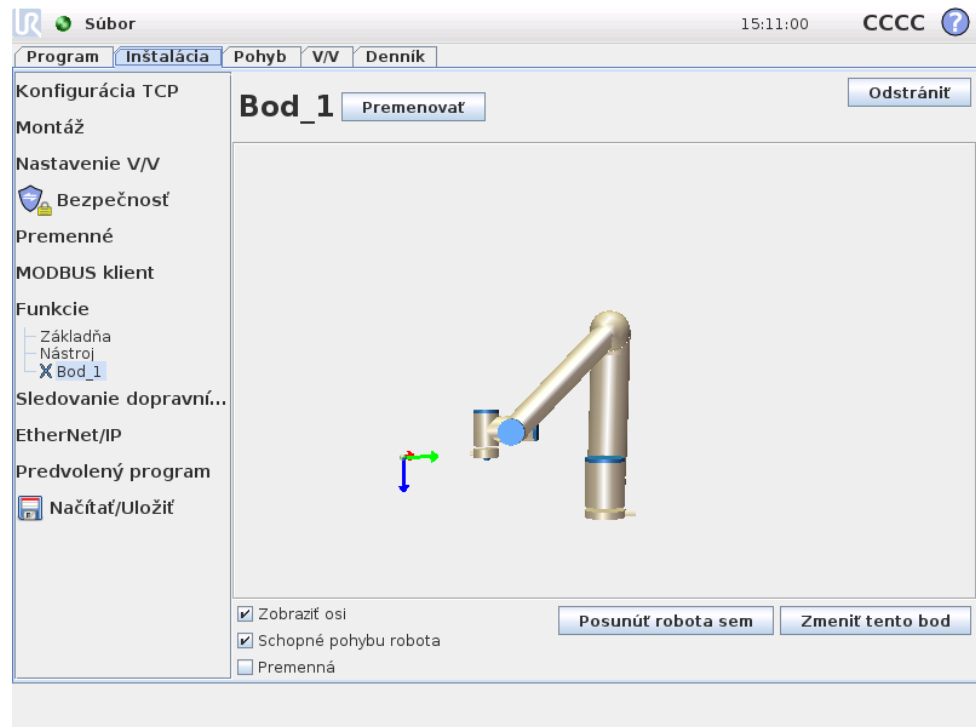 UR Súbor 15:11:00 CCCC ?
Program Inštalácia Pohyb V/V Denník
Konfigurácia TCP
Montáž
Nastavenie V/V
Bezpečnosť
Premenné
MODBUS klient
Funkcie
Základňa
Nástroj
Bod_1
Sledovanie dopravní...
EtherNet/IP
Predvolený program
Načítať/Uložiť
Bod_1 Premenovať Odstrániť
Zobraziť osi
Schopné pohybu robota
Premenná
Posunúť robota sem Zmeniť tento bod